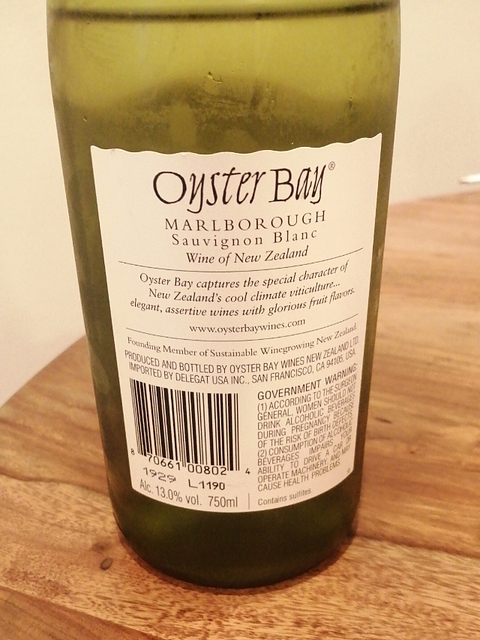 Oyster Bay®
MARLBOROUGH
Sauvignon Blanc
Wine of New Zealand
Oyster Bay captures the special character of
New Zealand's cool climate viticulture...
elegant, assertive wines with glorious fruit flavors.
www.oysterbaywines.com
Founding Member of Sustainable Winegrowing New Zealand.
PRODUCED AND BOTTLED BY OYSTER BAY WINES NEW ZEALAND LTD.
IMPORTED BY DELEGAT USA INC., SAN FRANCISCO, CA 94105, USA.
GOVERNMENT WARNING:
(1) ACCORDING TO THE SURGEON
GENERAL, WOMEN SHOULD NOT
DRINK ALCOHOLIC BEVERAGES
DURING PREGNANCY BECAUSE
OF THE RISK OF BIRTH DEFECTS.
(2) CONSUMPTION OF ALCOHOLIC
BEVERAGES IMPAIRS YOUR
ABILITY TO DRIVE A CAR OR
OPERATE MACHINERY, AND MAY
CAUSE HEALTH PROBLEMS.
8 70661 00802 4
1929 L1190
Alc. 13.0% vol. 750ml
Contains sulfites.